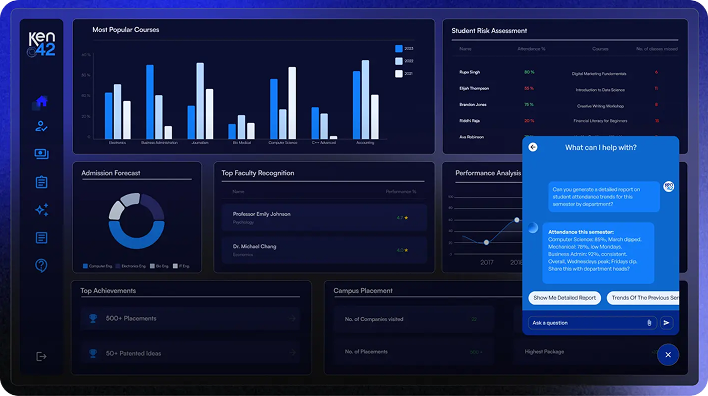 Ken
42
Most Popular Courses
2023
2022
2021
0
Electronics
Business Administration
Journalism
Bio Medical
Computer Science
C++ Advanced
Accounting
Student Risk Assessment
Name
Attendance %
Courses
No. of classes missed
Rupa Singh
80 %
Digital Marketing Fundamentals
Elijah Thompson
Introduction to Data Science
Brandon Jones
75 %
Creative Writing Workshop
Riddhi Raja
Financial Literacy for Beginners
Ava Robinson
Admission Forecast
Computer Eng.
Electronics Eng.
Bio Eng.
IT Eng.
Top Faculty Recognition
Name
Performance %
Professor Emily Johnson
Psychology
4.7
Dr. Michael Chang
Economics
Performance Analysis
100
80
60
40
20
0
2017
2018
Top Achievements
500+ Placements
50+ Patented Ideas
Campus Placement
No. of Companies visited
No. of Placements
Highest Package
What can I help with?
Can you generate a detailed report on
student attendance trends for this
semester by department?
Attendance this semester:
Computer Science: 85%, March dipped.
Mechanical: 78%, low Mondays.
Business Admin: 92%, consistent.
Overall, Wednesdays peak; Fridays dip.
Share this with department heads?
Show Me Detailed Report
Trends Of The Previous Sem
Ask a question